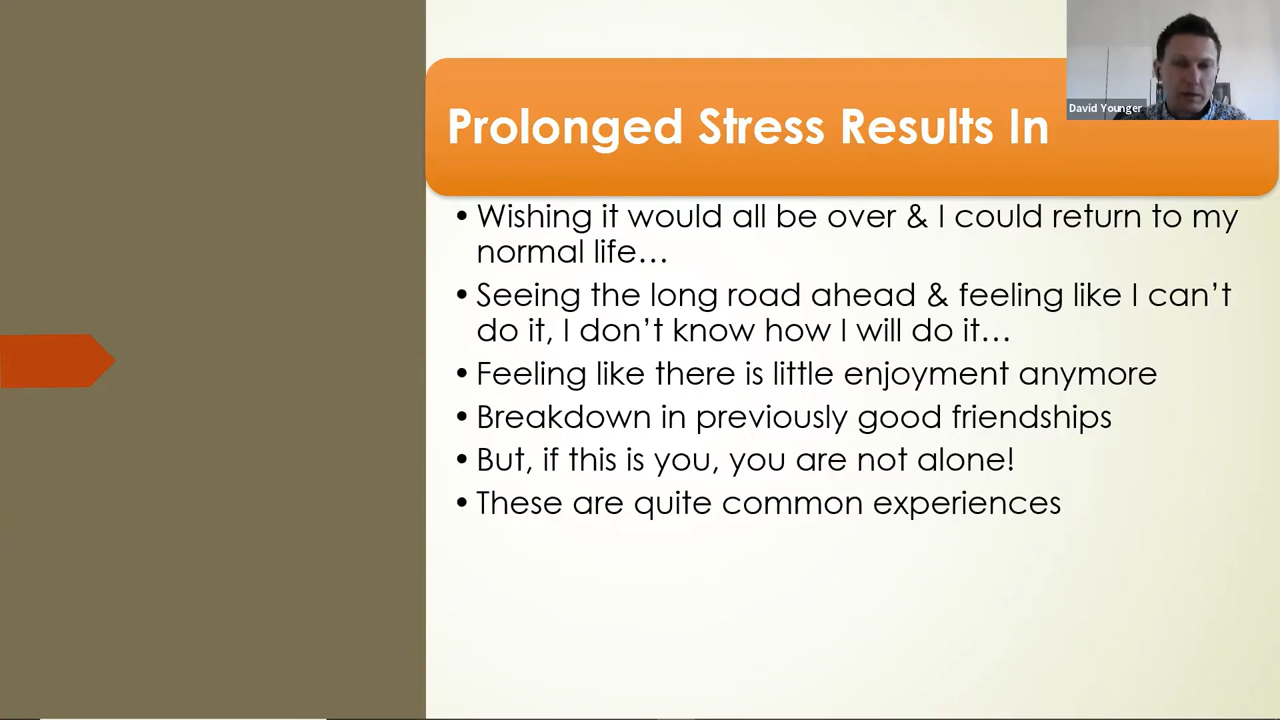 Prolonged Stress Results In
David Younger
• Wishing it would all be over & I could return to my
normal life…
• Seeing the long road ahead & feeling like I can’t
do it, I don’t know how I will do it…
• Feeling like there is little enjoyment anymore
• Breakdown in previously good friendships
• But, if this is you, you are not alone!
• These are quite common experiences